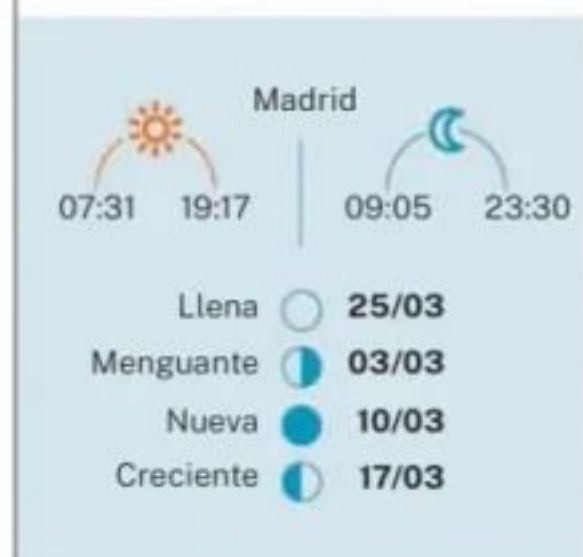 Madrid
07:31 19:17 09:05 23:30
Llena 25/03
Menguante 03/03
Nueva 10/03
Creciente 17/03